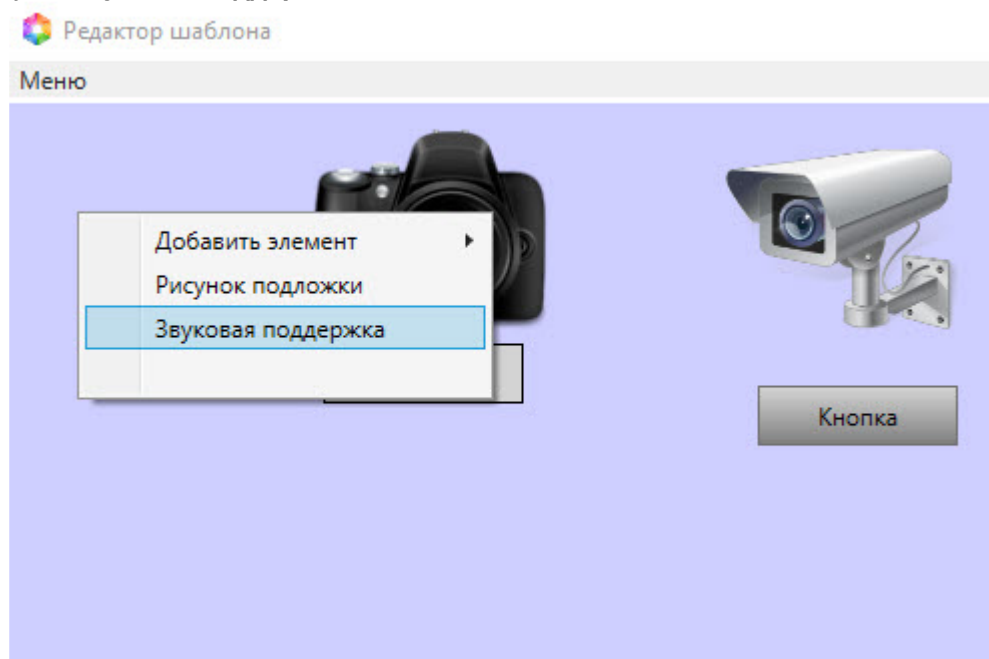 Редактор шаблона
Меню
Добавить элемент
Рисунок подложки
Звуковая поддержка
Кнопка